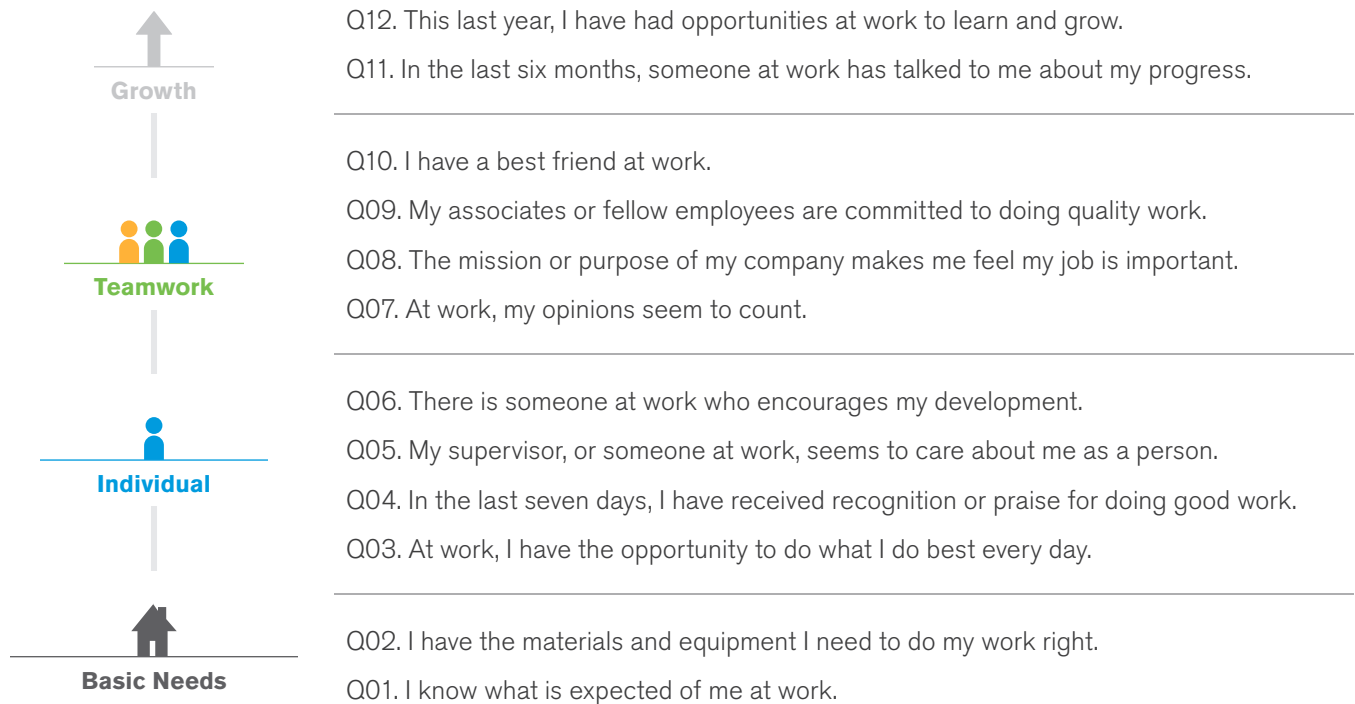 Q12. This last year, I have had opportunities at work to learn and grow.
Q11. In the last six months, someone at work has talked to me about my progress.
Growth
Q10. I have a best friend at work.
Q09. My associates or fellow employees are committed to doing quality work.
Q08. The mission or purpose of my company makes me feel my job is important.
Teamwork
Q07. At work, my opinions seem to count.
Q06. There is someone at work who encourages my development.
Q05. My supervisor, or someone at work, seems to care about me as a person.
Individual
Q04. In the last seven days, I have received recognition or praise for doing good work.
Q03. At work, I have the opportunity to do what I do best every day.
Q02. I have the materials and equipment I need to do my work right.
Basic Needs
Q01. I know what is expected of me at work.